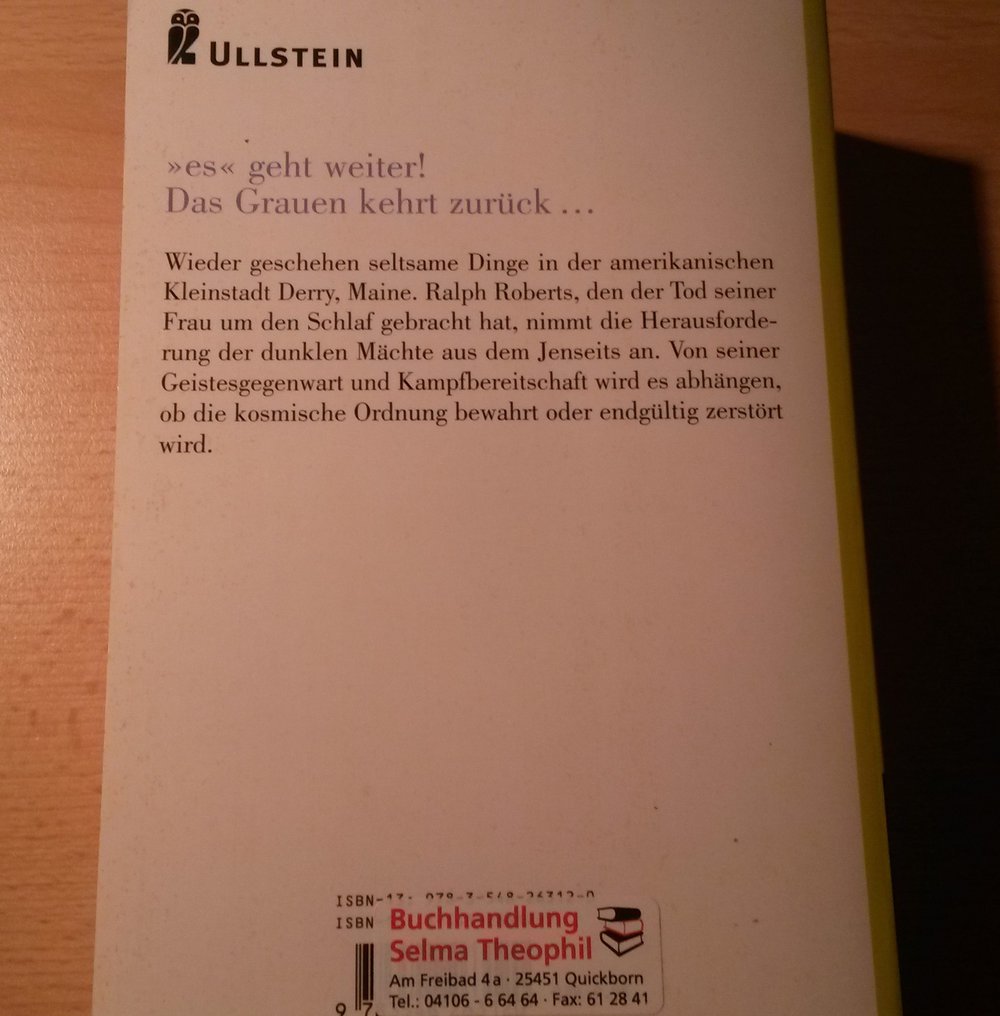 ULLSTEIN
»es« geht weiter!
Das Grauen kehrt zurück ...
Wieder geschehen seltsame Dinge in der amerikanischen
Kleinstadt Derry, Maine. Ralph Roberts, den der Tod seiner
Frau um den Schlaf gebracht hat, nimmt die Herausforde-
rung der dunklen Mächte aus dem Jenseits an. Von seiner
Geistesgegenwart und Kampfbereitschaft wird es abhängen,
ob die kosmische Ordnung bewahrt oder endgültig zerstört
wird.
ISBN-13:
ISBN
Buchhandlung
Selma Theophil
Am Freibad 4a · 25451 Quickborn
Tel.: 04106 - 6 64 64 · Fax: 61 28 41
97